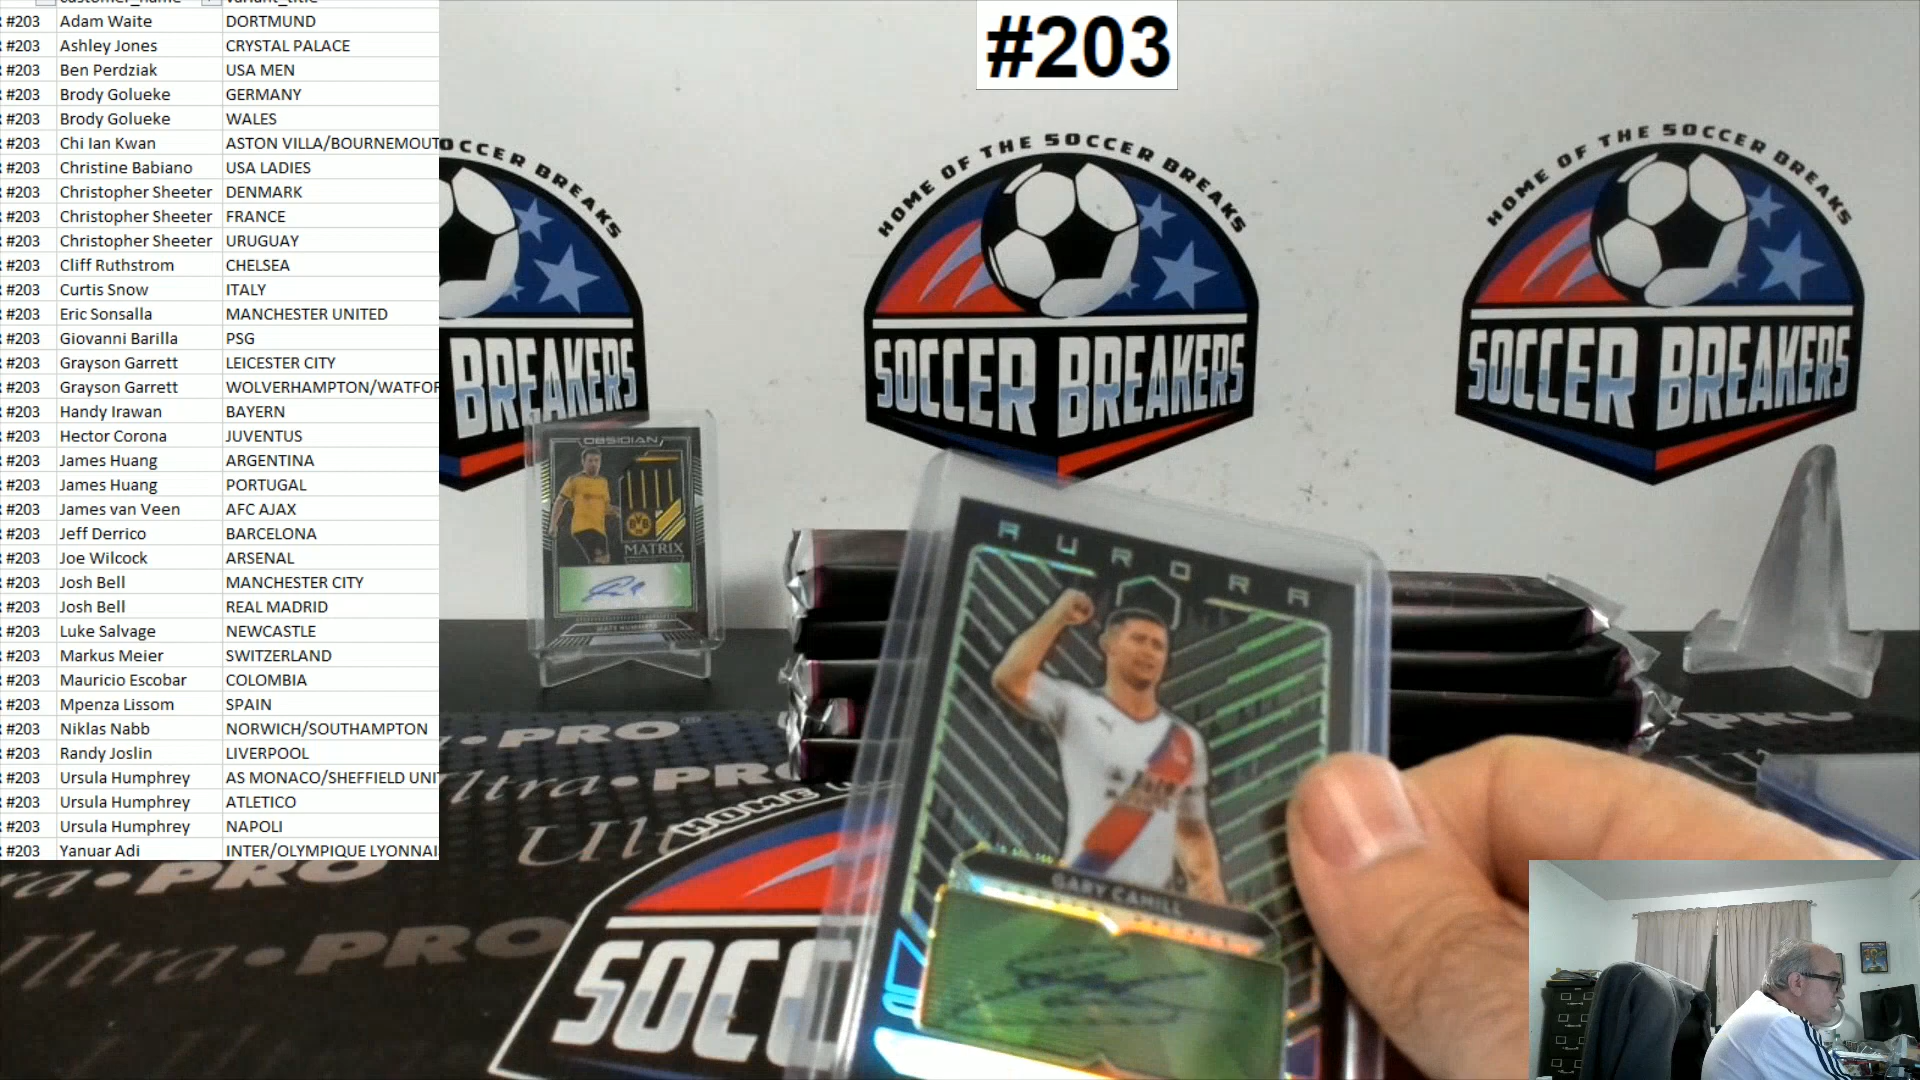 #203 Adam Waite DORTMUND
#203 Ashley Jones CRYSTAL PALACE
#203 Ben Perdziak USA MEN
#203 Brody Golueke GERMANY
#203 Brody Golueke WALES
#203 Chi Ian Kwan ASTON VILLA/BOURNEMOUT
#203 Christine Babiano USA LADIES
#203 Christopher Sheeter DENMARK
#203 Christopher Sheeter FRANCE
#203 Christopher Sheeter URUGUAY
#203 Cliff Ruthstrom CHELSEA
#203 Curtis Snow ITALY
#203 Eric Sonsalla MANCHESTER UNITED
#203 Giovanni Barilla PSG
#203 Grayson Garrett LEICESTER CITY
#203 Grayson Garrett WOLVERHAMPTON/WATFOR
#203 Handy Irawan BAYERN
#203 Hector Corona JUVENTUS
#203 James Huang ARGENTINA
#203 James Huang PORTUGAL
#203 James van Veen AFC AJAX
#203 Jeff Derrico BARCELONA
#203 Joe Wilcock ARSENAL
#203 Josh Bell MANCHESTER CITY
#203 Josh Bell REAL MADRID
#203 Luke Salvage NEWCASTLE
#203 Markus Meier SWITZERLAND
#203 Mauricio Escobar COLOMBIA
#203 Mpenza Lissom SPAIN
#203 Niklas Nabb NORWICH/SOUTHAMPTON
#203 Randy Joslin LIVERPOOL
#203 Ursula Humphrey AS MONACO/SHEFFIELD UNI
#203 Ursula Humphrey ATLETICO
#203 Ursula Humphrey NAPOLI
#203 Yanuar Adi INTER/OLYMPIQUE LYONNAI
#203
OCCER BREAKS
BREAKERS
HOME OF THE SOCCER BREAKS
SOCCER BREAKERS
HOME OF THE SOCCER BREAKS
SOCCER BREAKERS
OBSIDIAN
BVB
MATRIX
AURORA
GARY CAHILL
PRO
Ultra PRO
HOME
Ult
SOCC